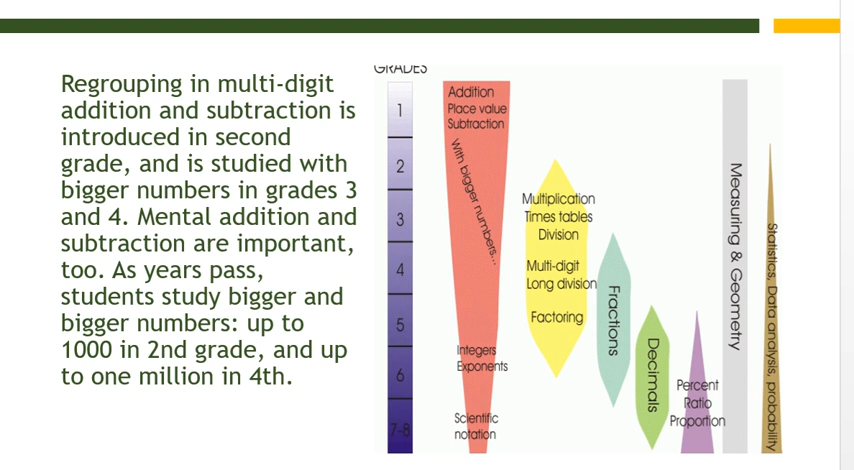 Regrouping in multi-digit
addition and subtraction is
introduced in second
grade, and is studied with
bigger numbers in grades 3
and 4. Mental addition and
subtraction are important,
too. As years pass,
students study bigger and
bigger numbers: up to
1000 in 2nd grade, and up
to one million in 4th.
GRADES
1
2
3
4
5
6
7-8
Addition
Place value
Subtraction
With bigger numbers...
Integers
Exponents
Scientific
notation
Multiplication
Times tables
Division
Multi-digit
Long division
Factoring
Fractions
Decimals
Percent
Ratio
Proportion
Measuring & Geometry
Statistics, Data analysis, probability